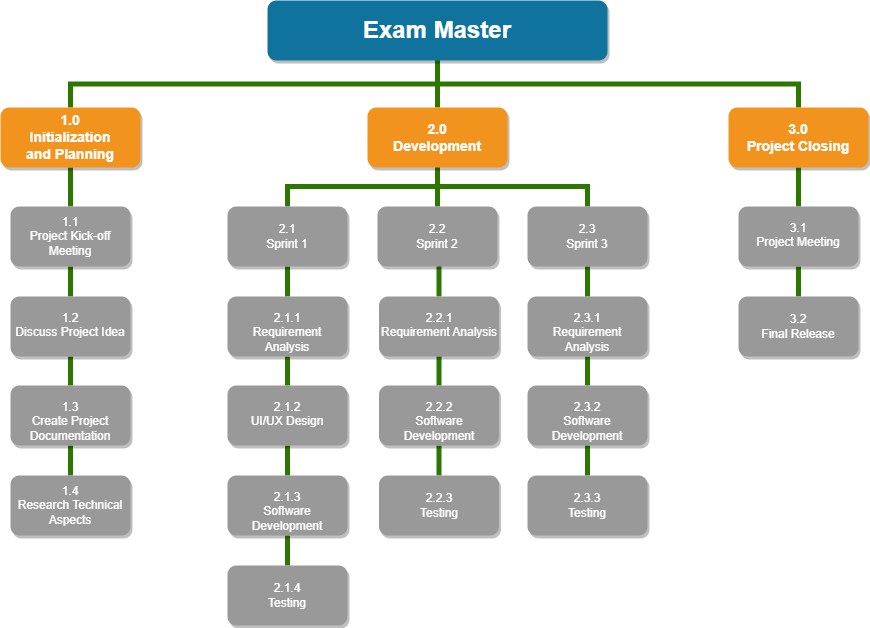 Exam Master
1.0
Initialization
and Planning
2.0
Development
3.0
Project Closing
1.1
Project Kick-off
Meeting
1.2
Discuss Project Idea
1.3
Create Project
Documentation
1.4
Research Technical
Aspects
2.1
Sprint 1
2.1.1
Requirement
Analysis
2.1.2
UI/UX Design
2.1.3
Software
Development
2.1.4
Testing
2.2
Sprint 2
2.2.1
Requirement Analysis
2.2.2
Software
Development
2.2.3
Testing
2.3
Sprint 3
2.3.1
Requirement
Analysis
2.3.2
Software
Development
2.3.3
Testing
3.1
Project Meeting
3.2
Final Release